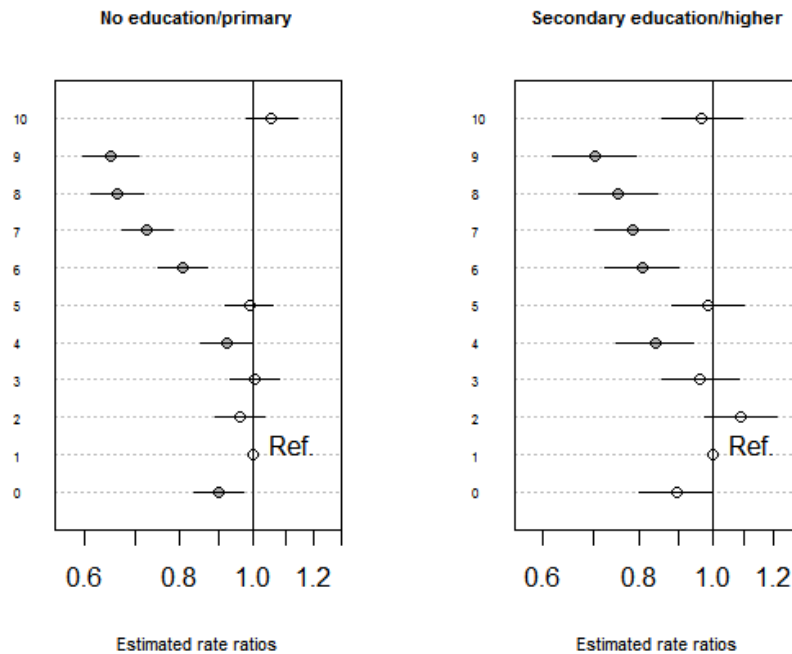 No education/primary
10
9
8
7
6
5
4
3
2
1
0
Ref.
0.6 0.8 1.0 1.2
Estimated rate ratios
Secondary education/higher
10
9
8
7
6
5
4
3
2
1
0
Ref.
0.6 0.8 1.0 1.2
Estimated rate ratios